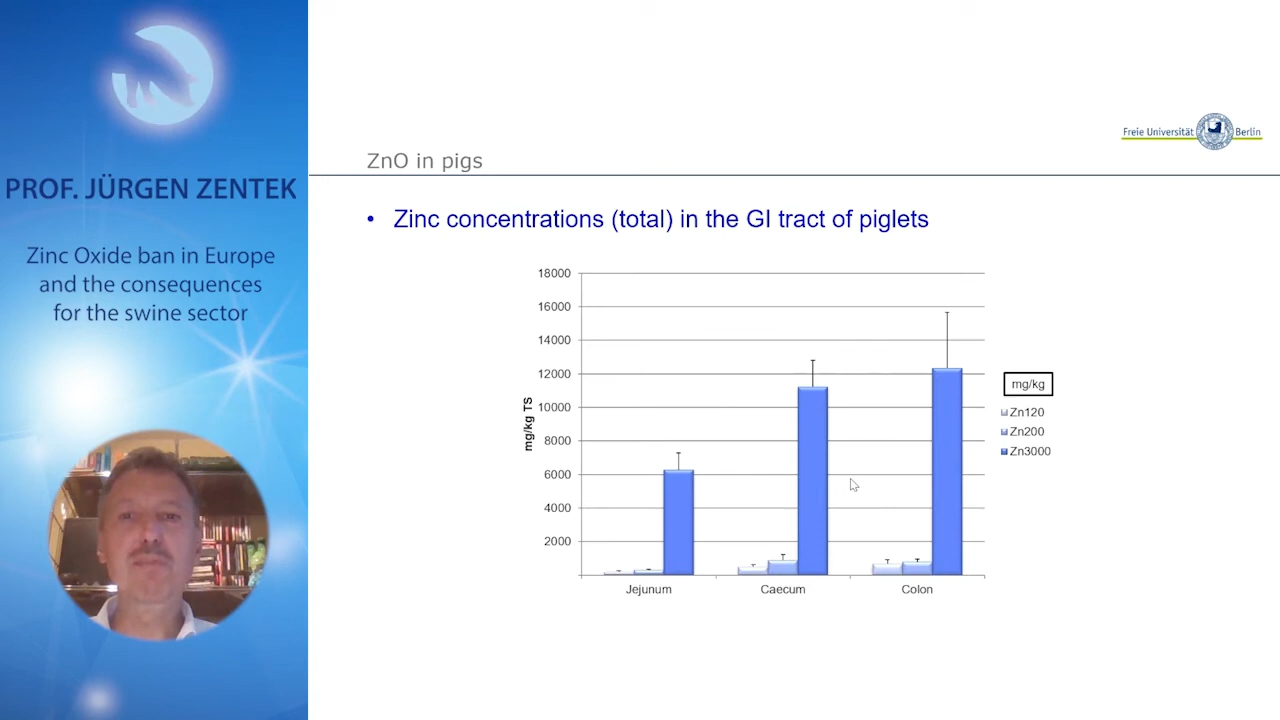 PROF. JÜRGEN ZENTEK
Zinc Oxide ban in Europe
and the consequences
for the swine sector
Freie Universität Berlin
ZnO in pigs
• Zinc concentrations (total) in the GI tract of piglets
mg/kg TS
18000
16000
14000
12000
10000
8000
6000
4000
2000
Jejunum
Caecum
Colon
mg/kg
Zn120
Zn200
Zn3000